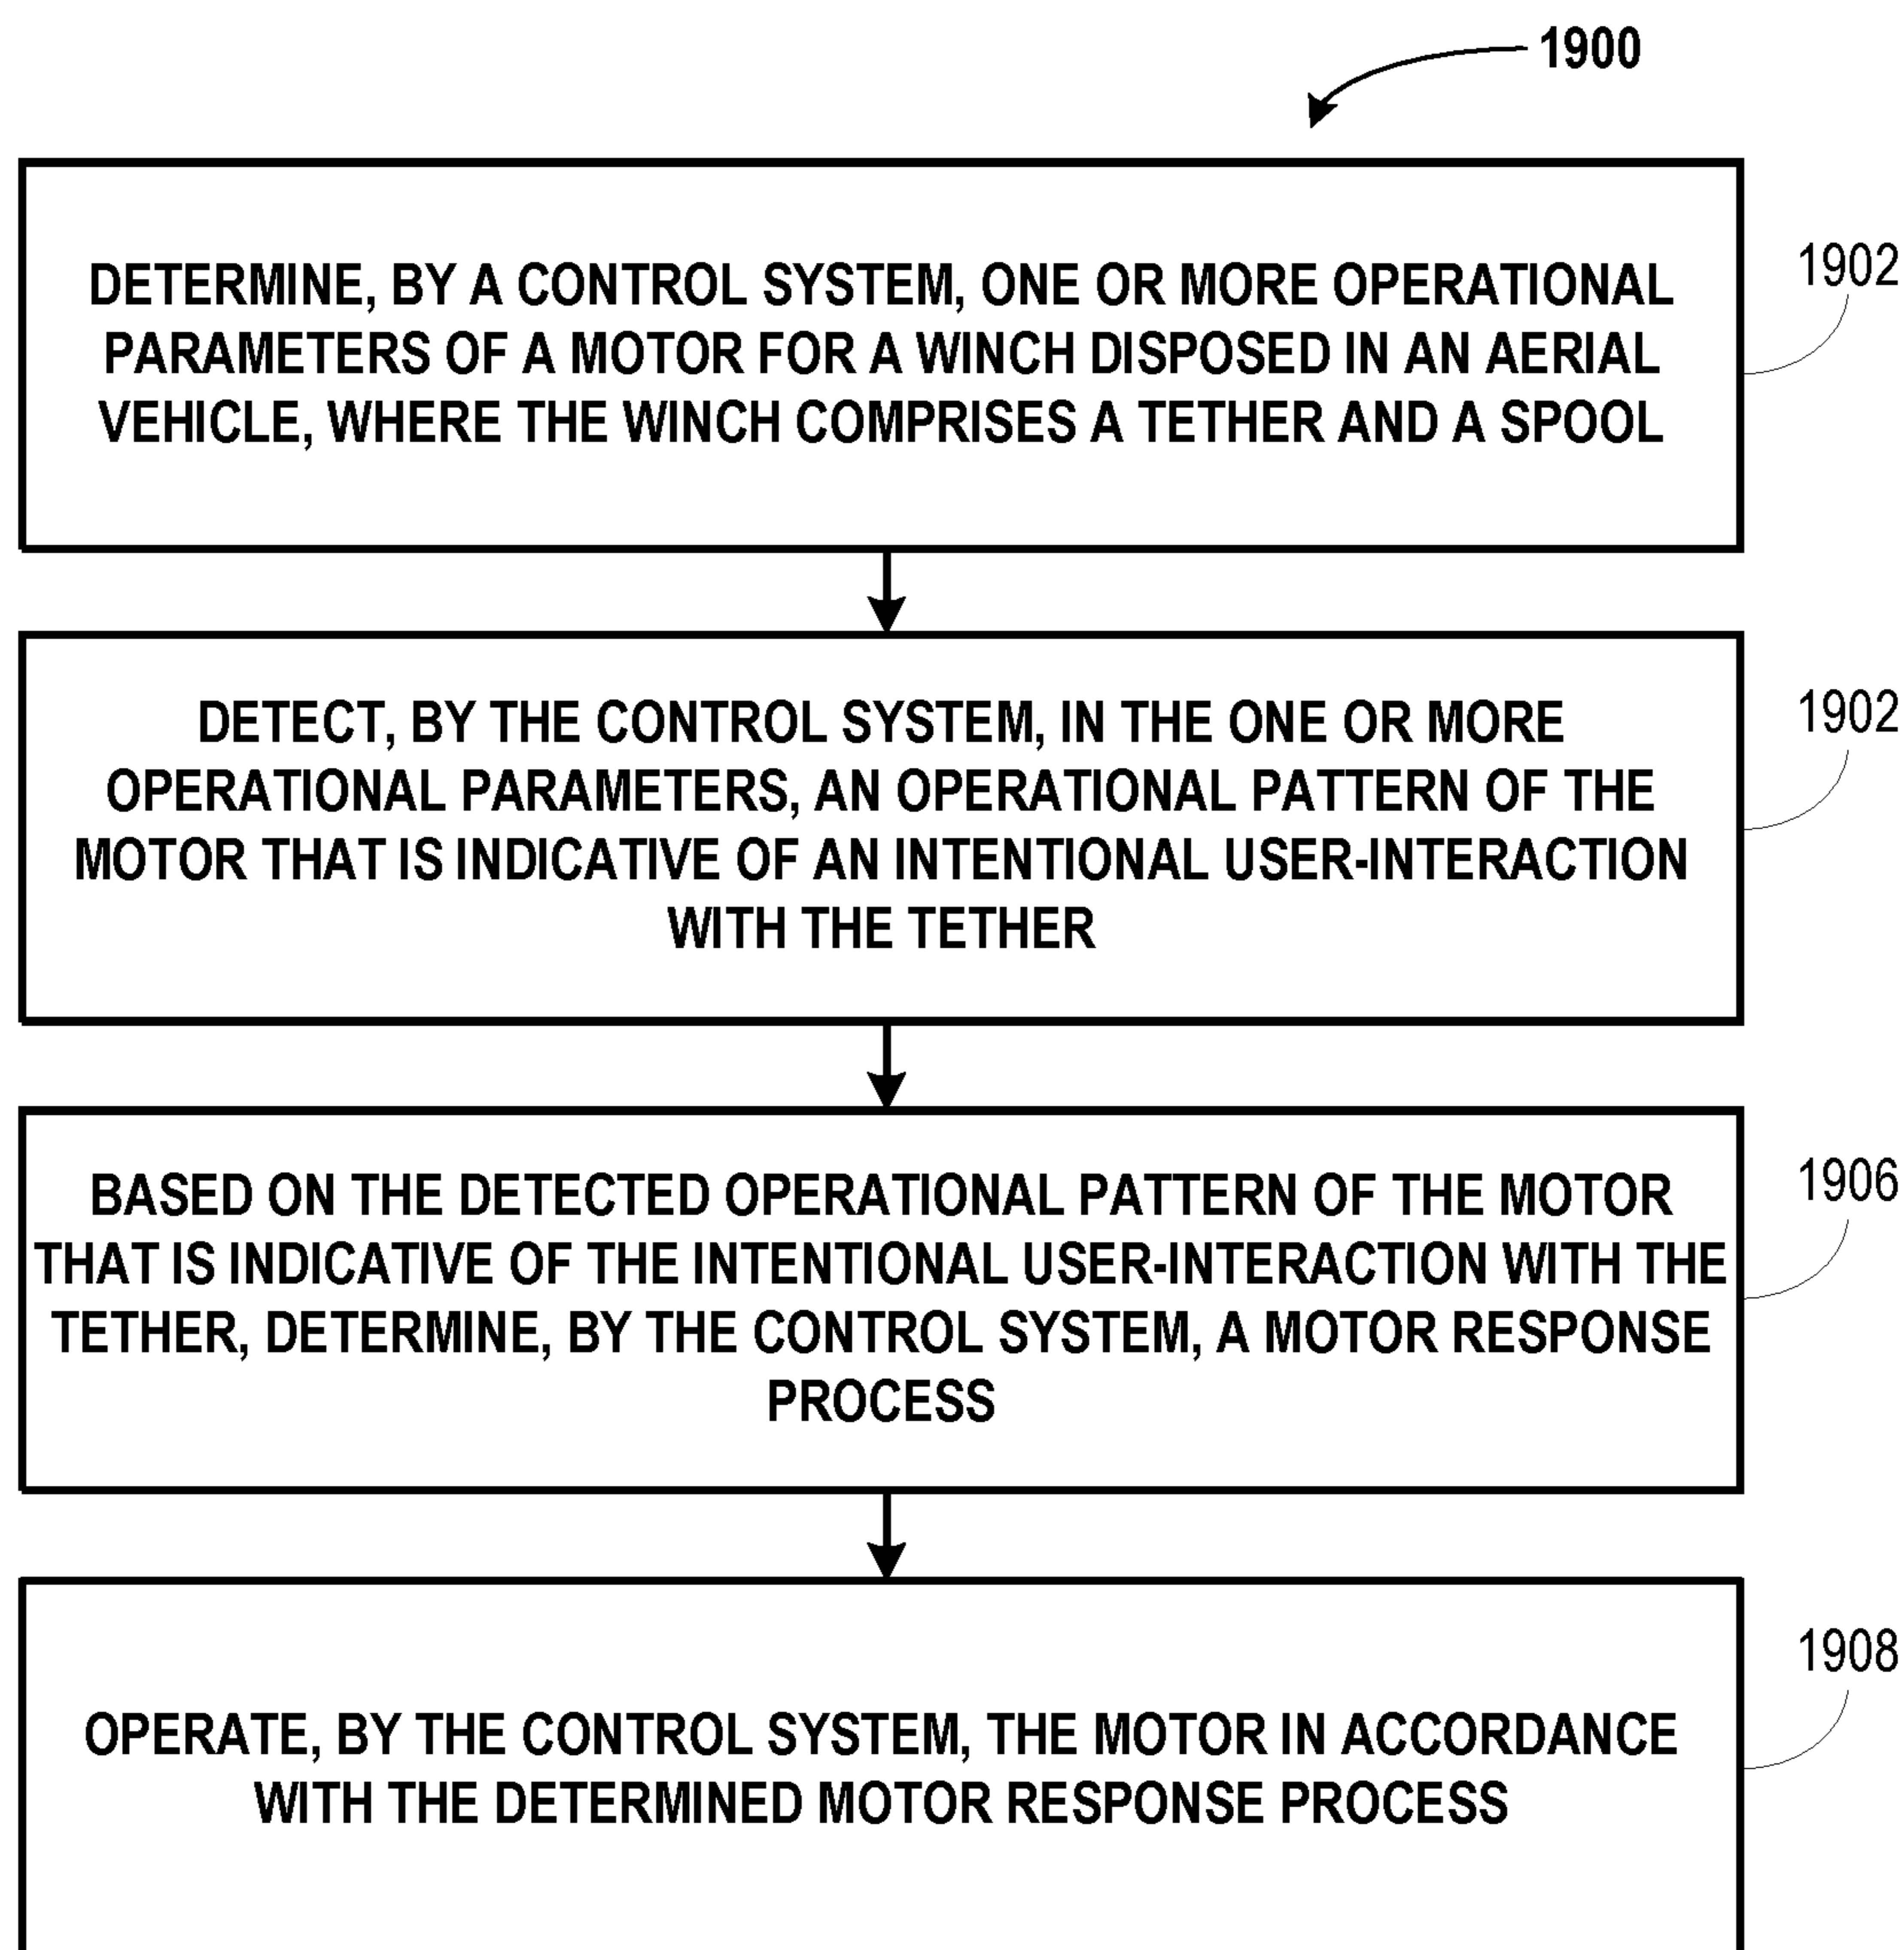 1900
DETERMINE, BY A CONTROL SYSTEM, ONE OR MORE OPERATIONAL
PARAMETERS OF A MOTOR FOR A WINCH DISPOSED IN AN AERIAL
VEHICLE, WHERE THE WINCH COMPRISES A TETHER AND A SPOOL
1902
DETECT, BY THE CONTROL SYSTEM, IN THE ONE OR MORE
OPERATIONAL PARAMETERS, AN OPERATIONAL PATTERN OF THE
MOTOR THAT IS INDICATIVE OF AN INTENTIONAL USER-INTERACTION
WITH THE TETHER
1902
BASED ON THE DETECTED OPERATIONAL PATTERN OF THE MOTOR
THAT IS INDICATIVE OF THE INTENTIONAL USER-INTERACTION WITH THE
TETHER, DETERMINE, BY THE CONTROL SYSTEM, A MOTOR RESPONSE
PROCESS
1906
OPERATE, BY THE CONTROL SYSTEM, THE MOTOR IN ACCORDANCE
WITH THE DETERMINED MOTOR RESPONSE PROCESS
1908